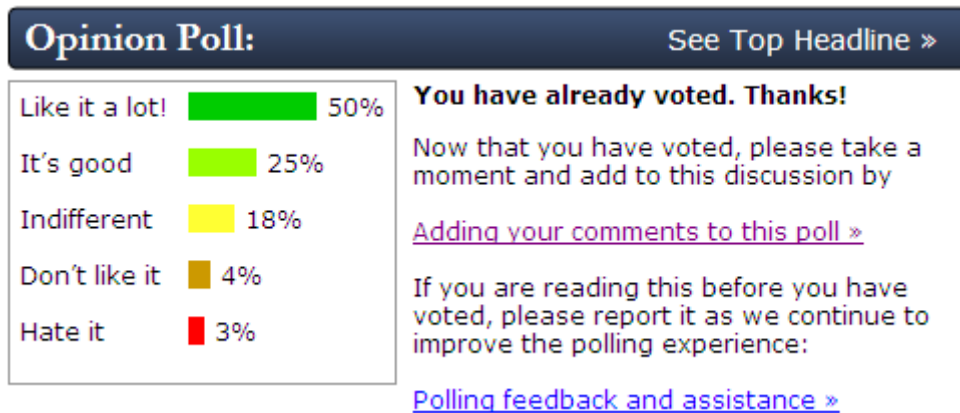 Opinion Poll:
See Top Headline »
Like it a lot! 50%
It's good 25%
Indifferent 18%
Don't like it 4%
Hate it 3%
You have already voted. Thanks!
Now that you have voted, please take a
moment and add to this discussion by
Adding your comments to this poll »
If you are reading this before you have
voted, please report it as we continue to
improve the polling experience:
Polling feedback and assistance »